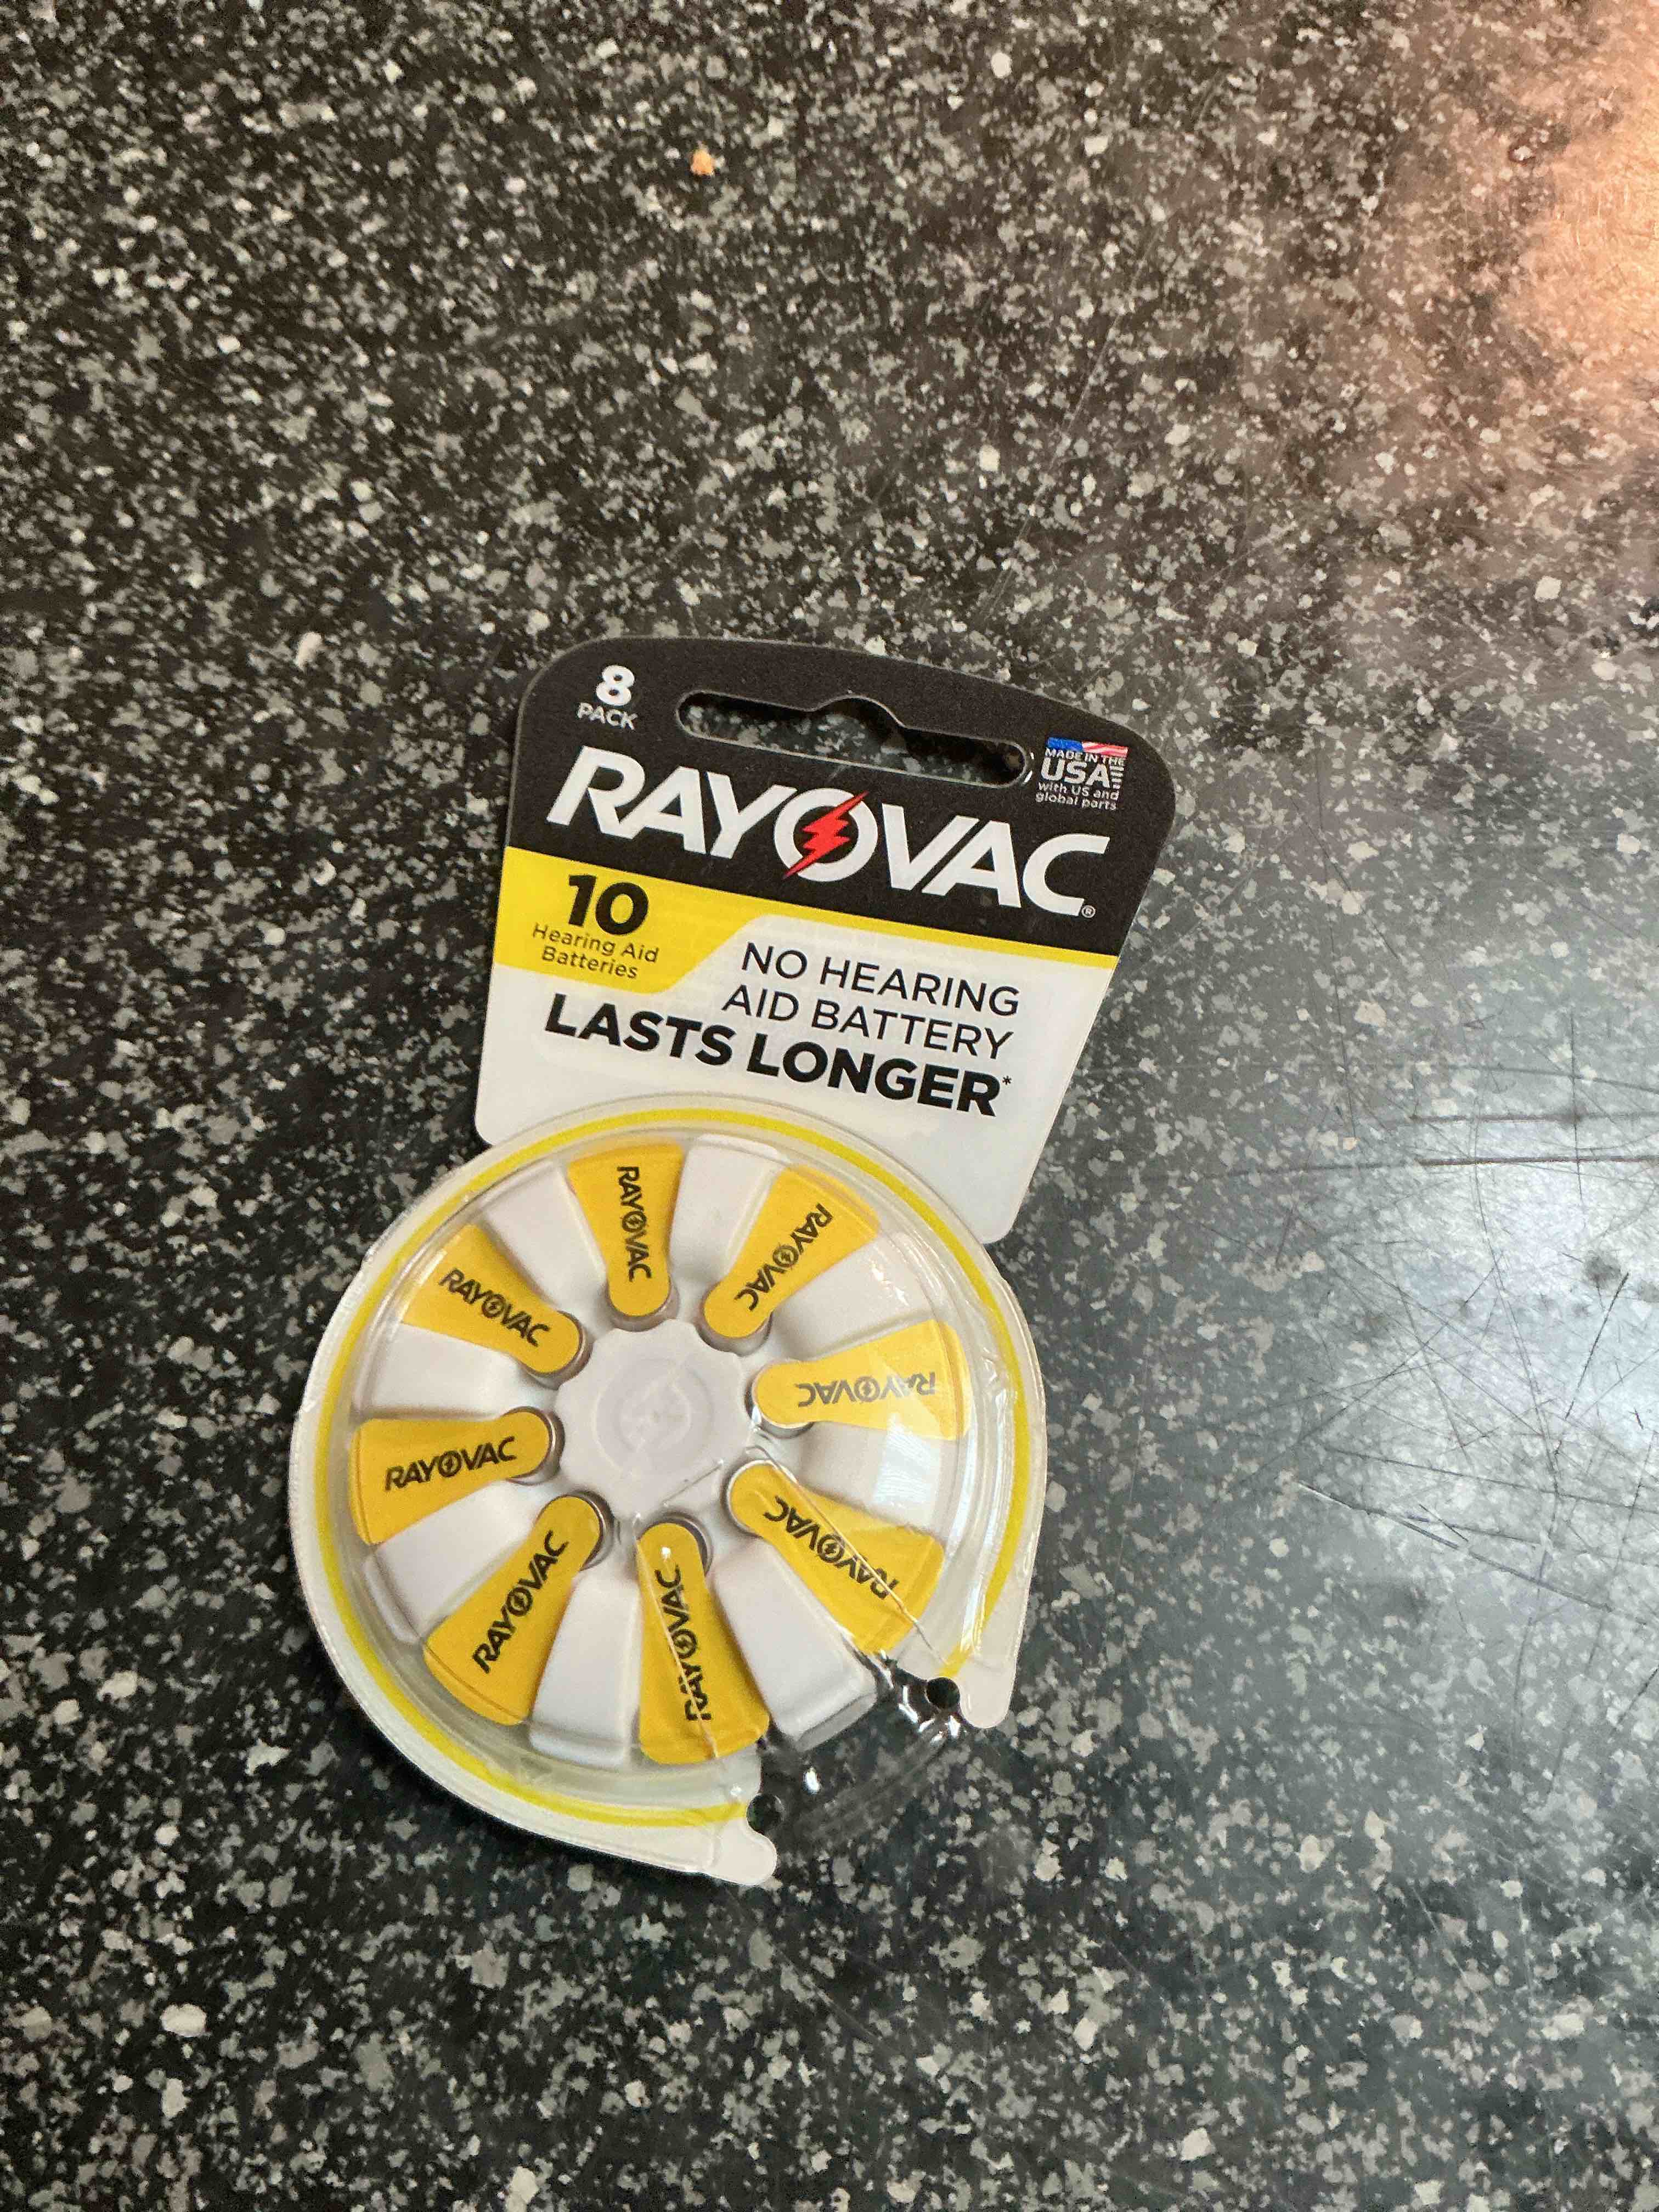 8
PACK
MADE IN THE
USA
with US and
global parts
RAYOVAC®
10
Hearing Aid
Batteries
NO HEARING
AID BATTERY
LASTS LONGER*
RAYOVAC
RAYOVAC
RAYOVAC
RAYOVAC
RAYOVAC
RAYOVAC
RAYOVAC
RAYOVAC